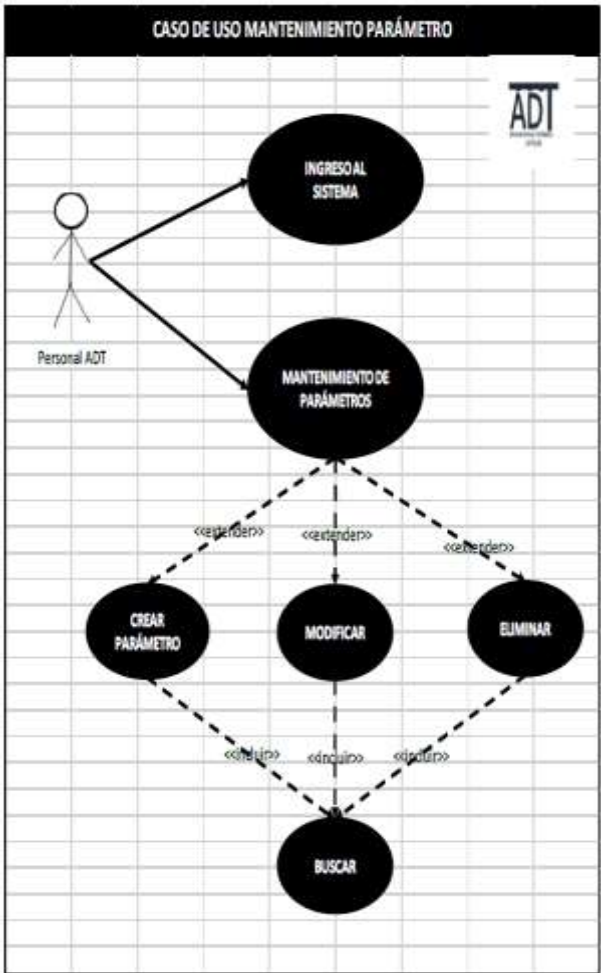 CASO DE USO MANTENIMIENTO PARÁMETRO
ADT
INGRESO AL
SISTEMA
Personal ADT
MANTENIMIENTO DE
PARÁMETROS
<<extender>>
<<extender>>
<<extender>>
CREAR
PARÁMETRO
MODIFICAR
ELIMINAR
<<incluir>>
<<incluir>>
<<incluir>>
BUSCAR